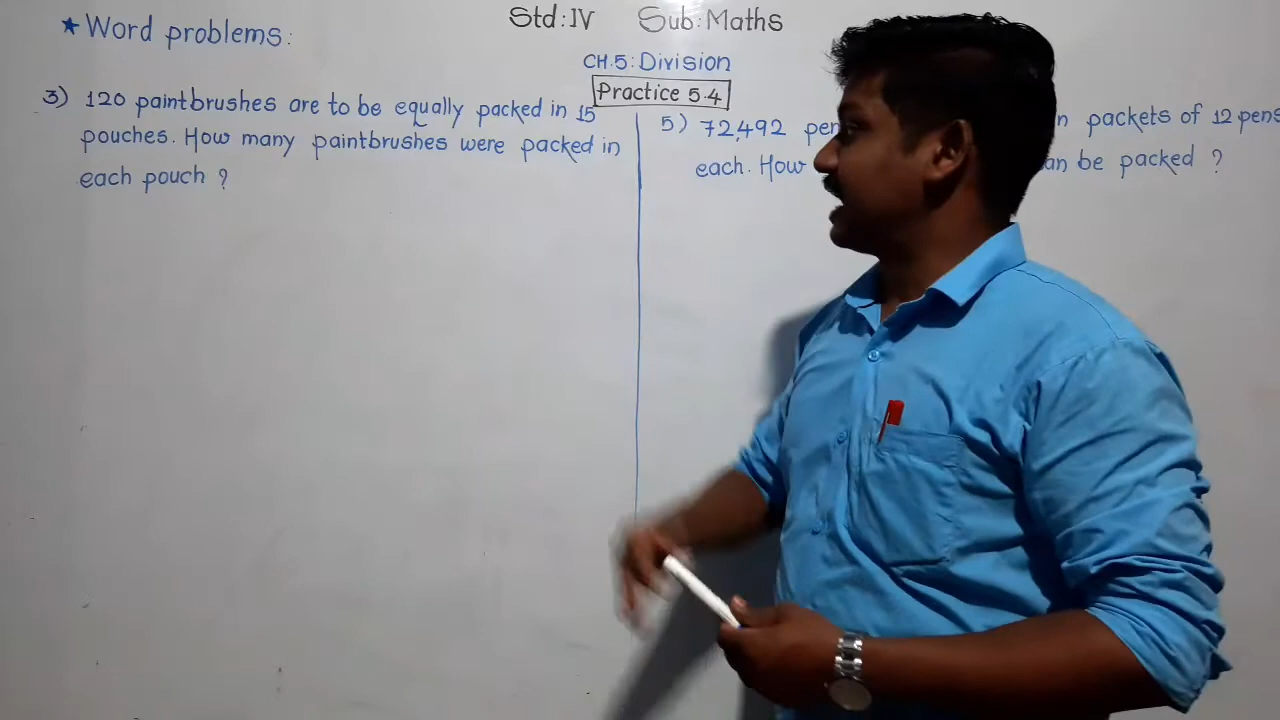 Std:IV Sub:Maths
★ Word problems:
CH.5: Division
Practice 5.4
3) 120 paintbrushes are to be equally packed in 15
pouches. How many paintbrushes were packed in
each pouch ?
5) 72,492 pen packets of 12 pens
each. How an be packed ?